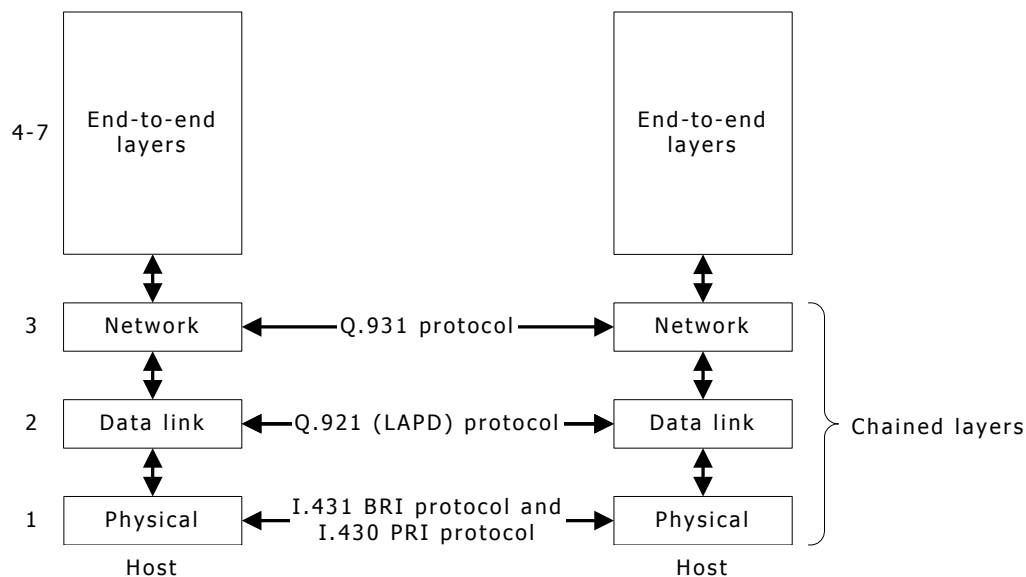 End-to-end
layers
End-to-end
layers
4-7
3
Network
Q.931 protocol
Network
2
Data link
Q.921 (LAPD) protocol
Data link
Chained layers
1
Physical
I.431 BRI protocol and
I.430 PRI protocol
Physical
Host
Host